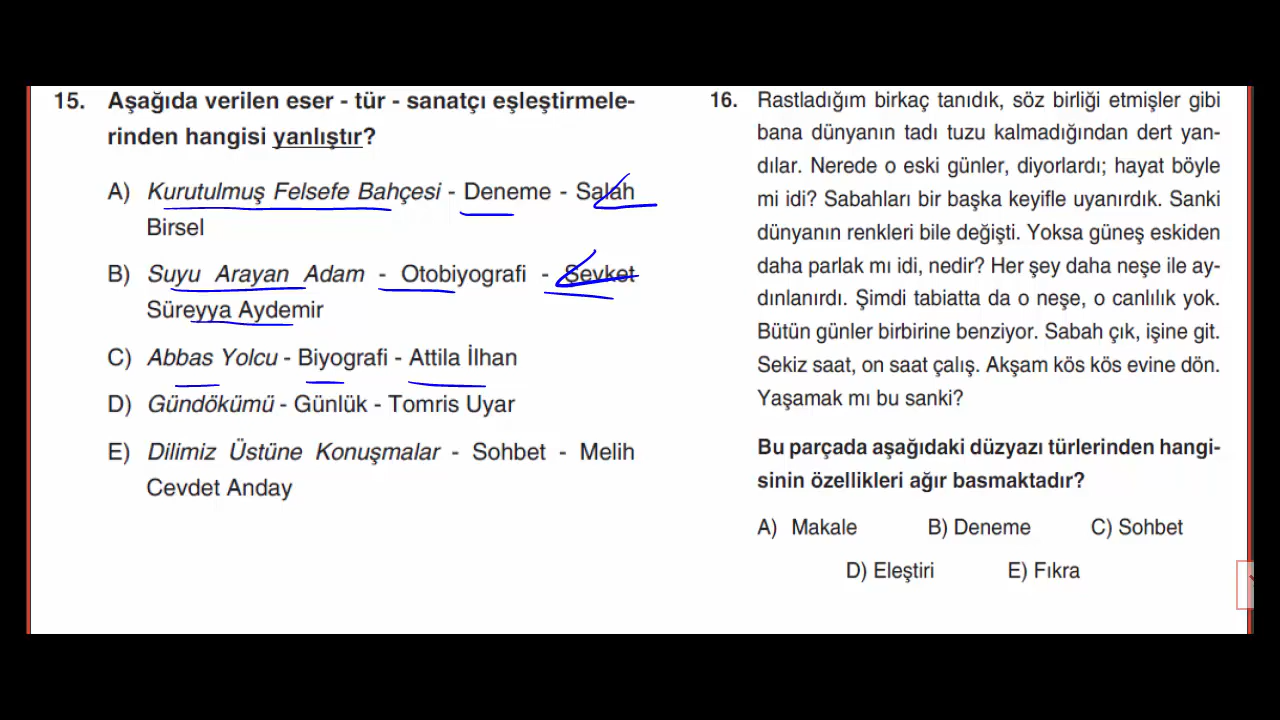 15. Aşağıda verilen eser - tür - sanatçı eşleştirmele-
rinden hangisi yanlıştır?
A) Kurutulmuş Felsefe Bahçesi - Deneme - Salâh
Birsel
B) Suyu Arayan Adam - Otobiyografi - Şevket
Süreyya Aydemir
C) Abbas Yolcu - Biyografi - Attila İlhan
D) Gündökümü - Günlük - Tomris Uyar
E) Dilimiz Üstüne Konuşmalar - Sohbet - Melih
Cevdet Anday
16. Rastladığım birkaç tanıdık, söz birliği etmişler gibi
bana dünyanın tadı tuzu kalmadığından dert yan-
dılar. Nerede o eski günler, diyorlardı; hayat böyle
mi idi? Sabahları bir başka keyifle uyanırdık. Sanki
dünyanın renkleri bile değişti. Yoksa güneş eskiden
daha parlak mı idi, nedir? Her şey daha neşe ile ay-
dınlanırdı. Şimdi tabiatta da o neşe, o canlılık yok.
Bütün günler birbirine benziyor. Sabah çık, işine git.
Sekiz saat, on saat çalış. Akşam kös kös evine dön.
Yaşamak mı bu sanki?
Bu parçada aşağıdaki düzyazı türlerinden hangi-
sinin özellikleri ağır basmaktadır?
A) Makale B) Deneme C) Sohbet
D) Eleştiri E) Fıkra